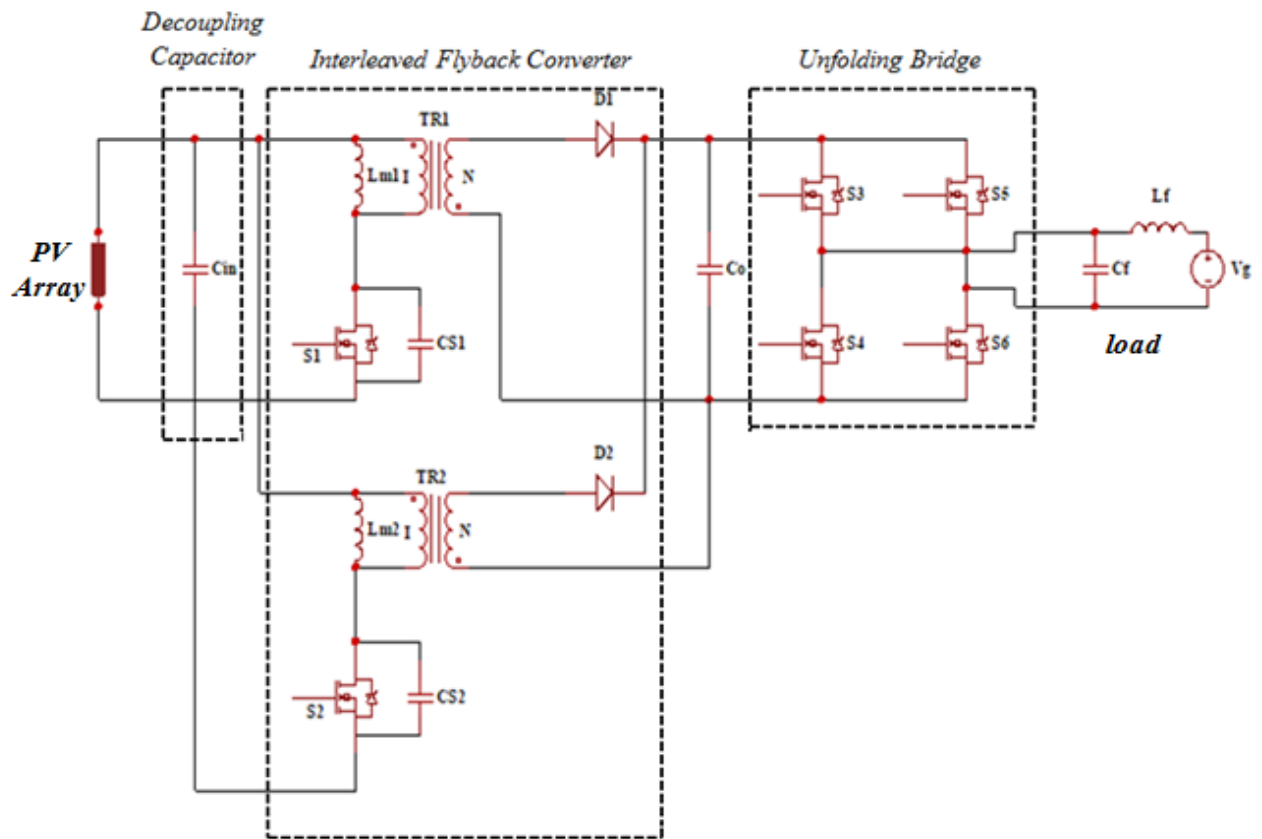 Decoupling
Capacitor
Interleaved Flyback Converter
Unfolding Bridge
D1
TR1
Lm1
I
N
S3
S5
Lf
PV
Array
Cin
Co
Cf
Vg
CS1
S1
S4
S6
load
D2
TR2
Lm2
I
N
CS2
S2